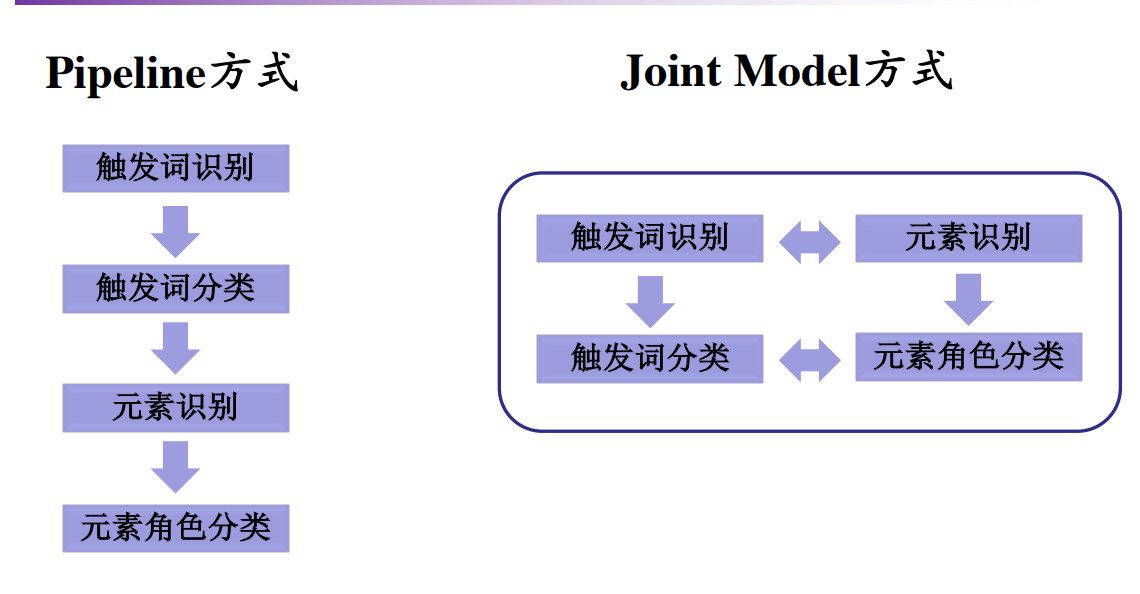 Pipeline方式
触发词识别
触发词分类
元素识别
元素角色分类
Joint Model方式
触发词识别
元素识别
触发词分类
元素角色分类